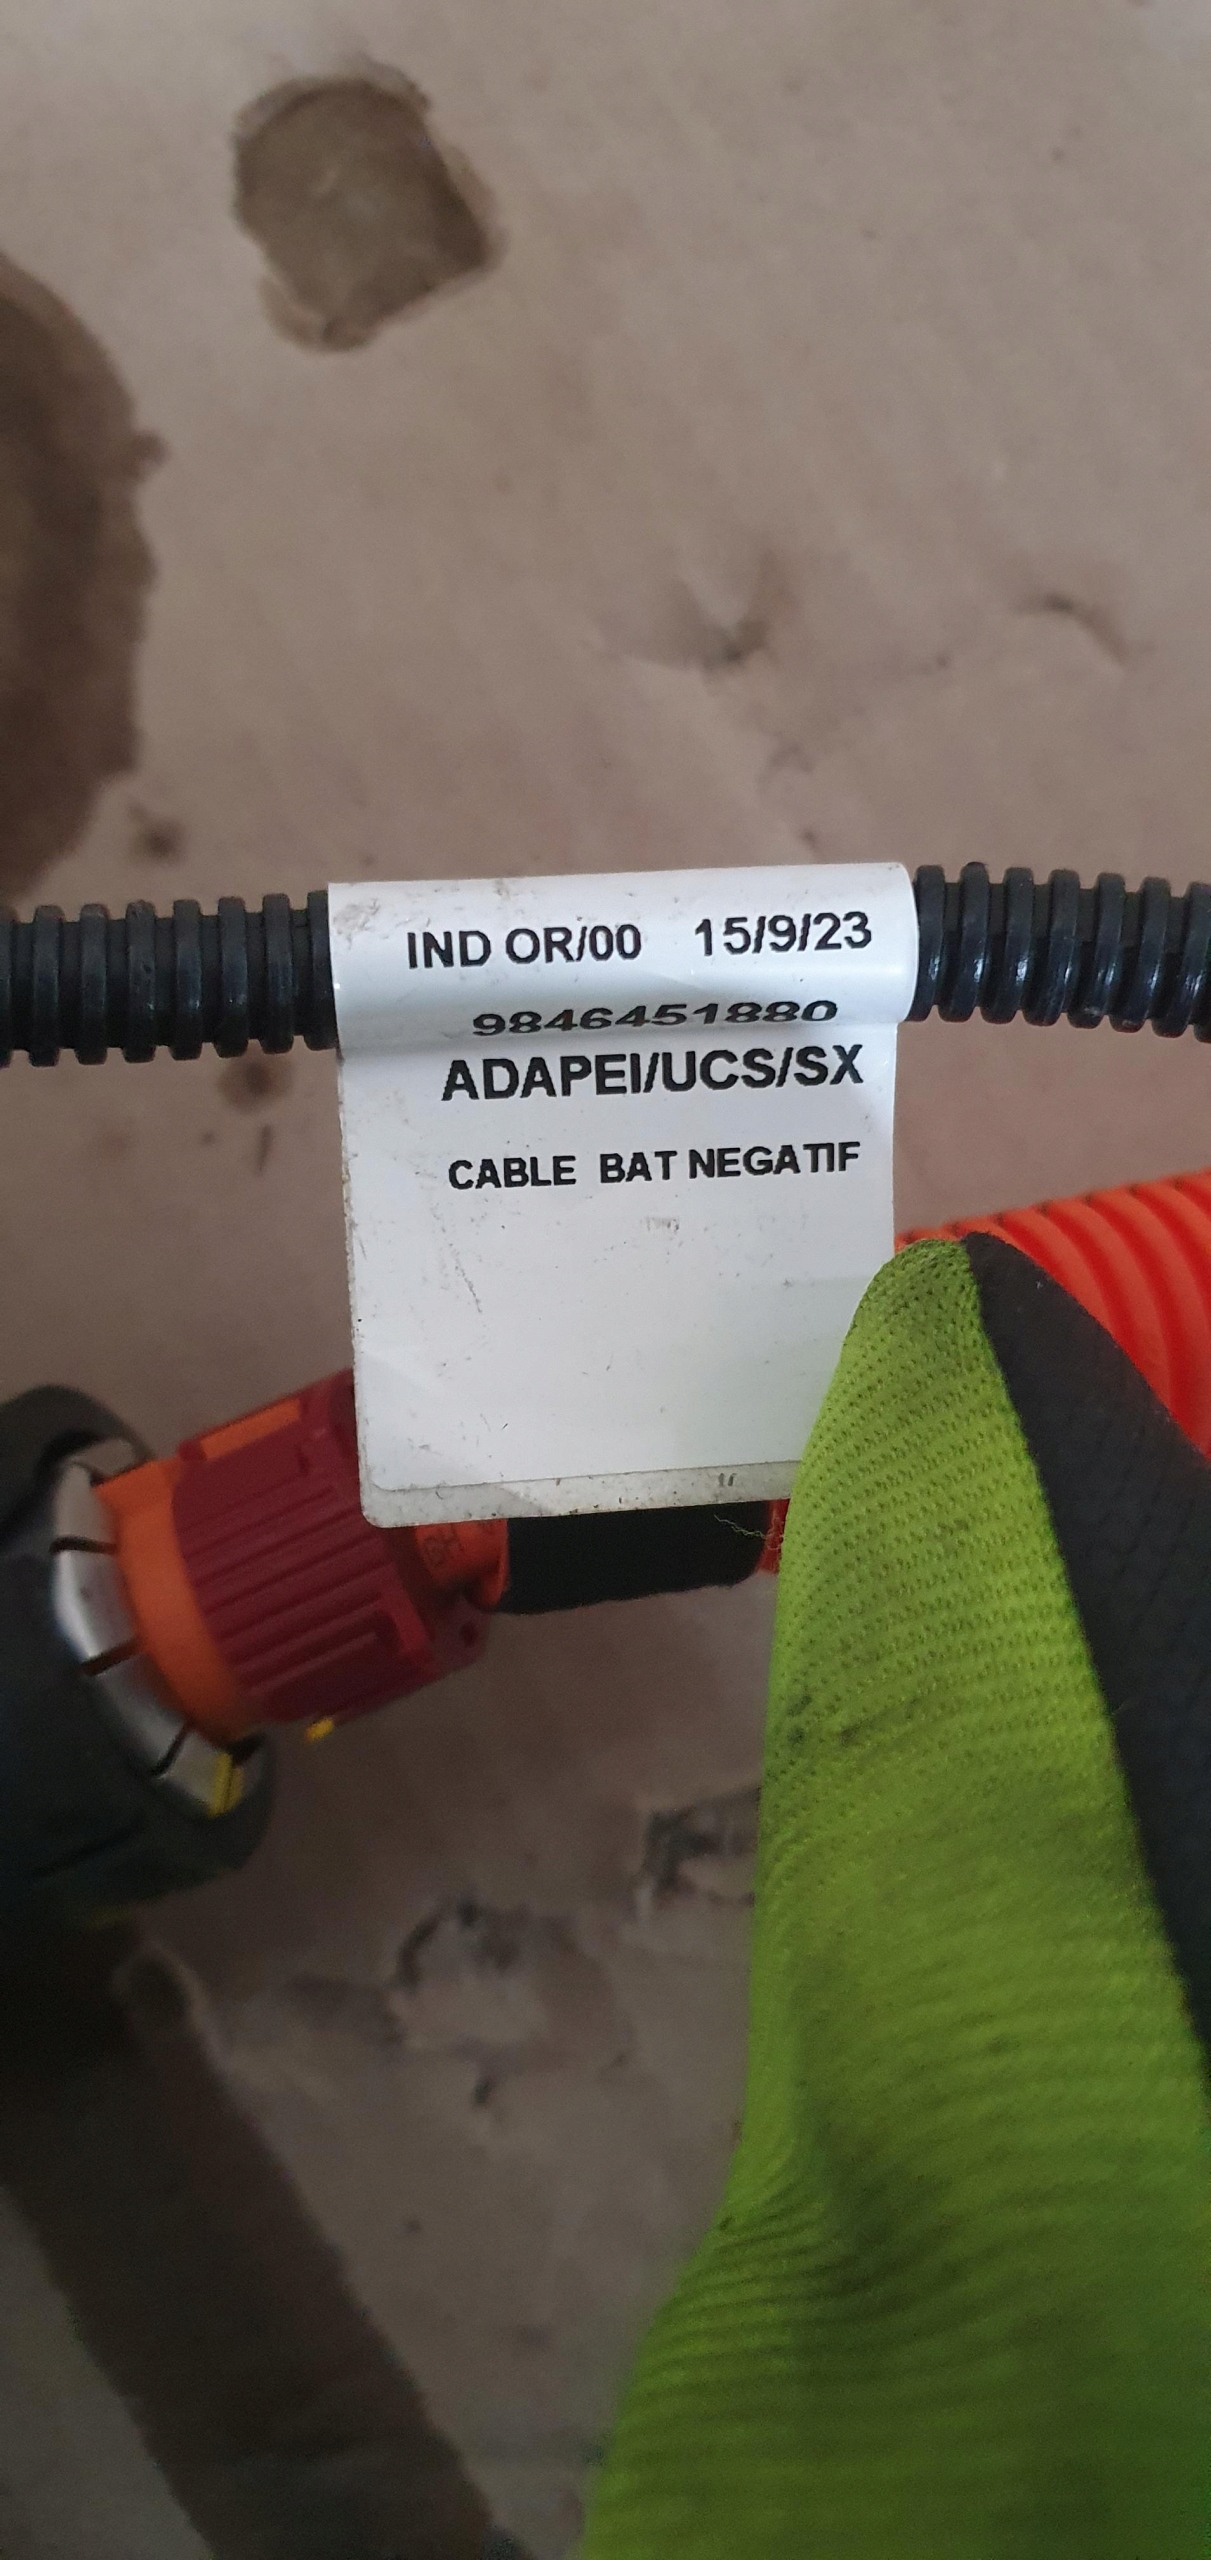 IND OR/00 15/9/23
9846451880
ADAPEI/UCS/SX
CABLE BAT NEGATIF